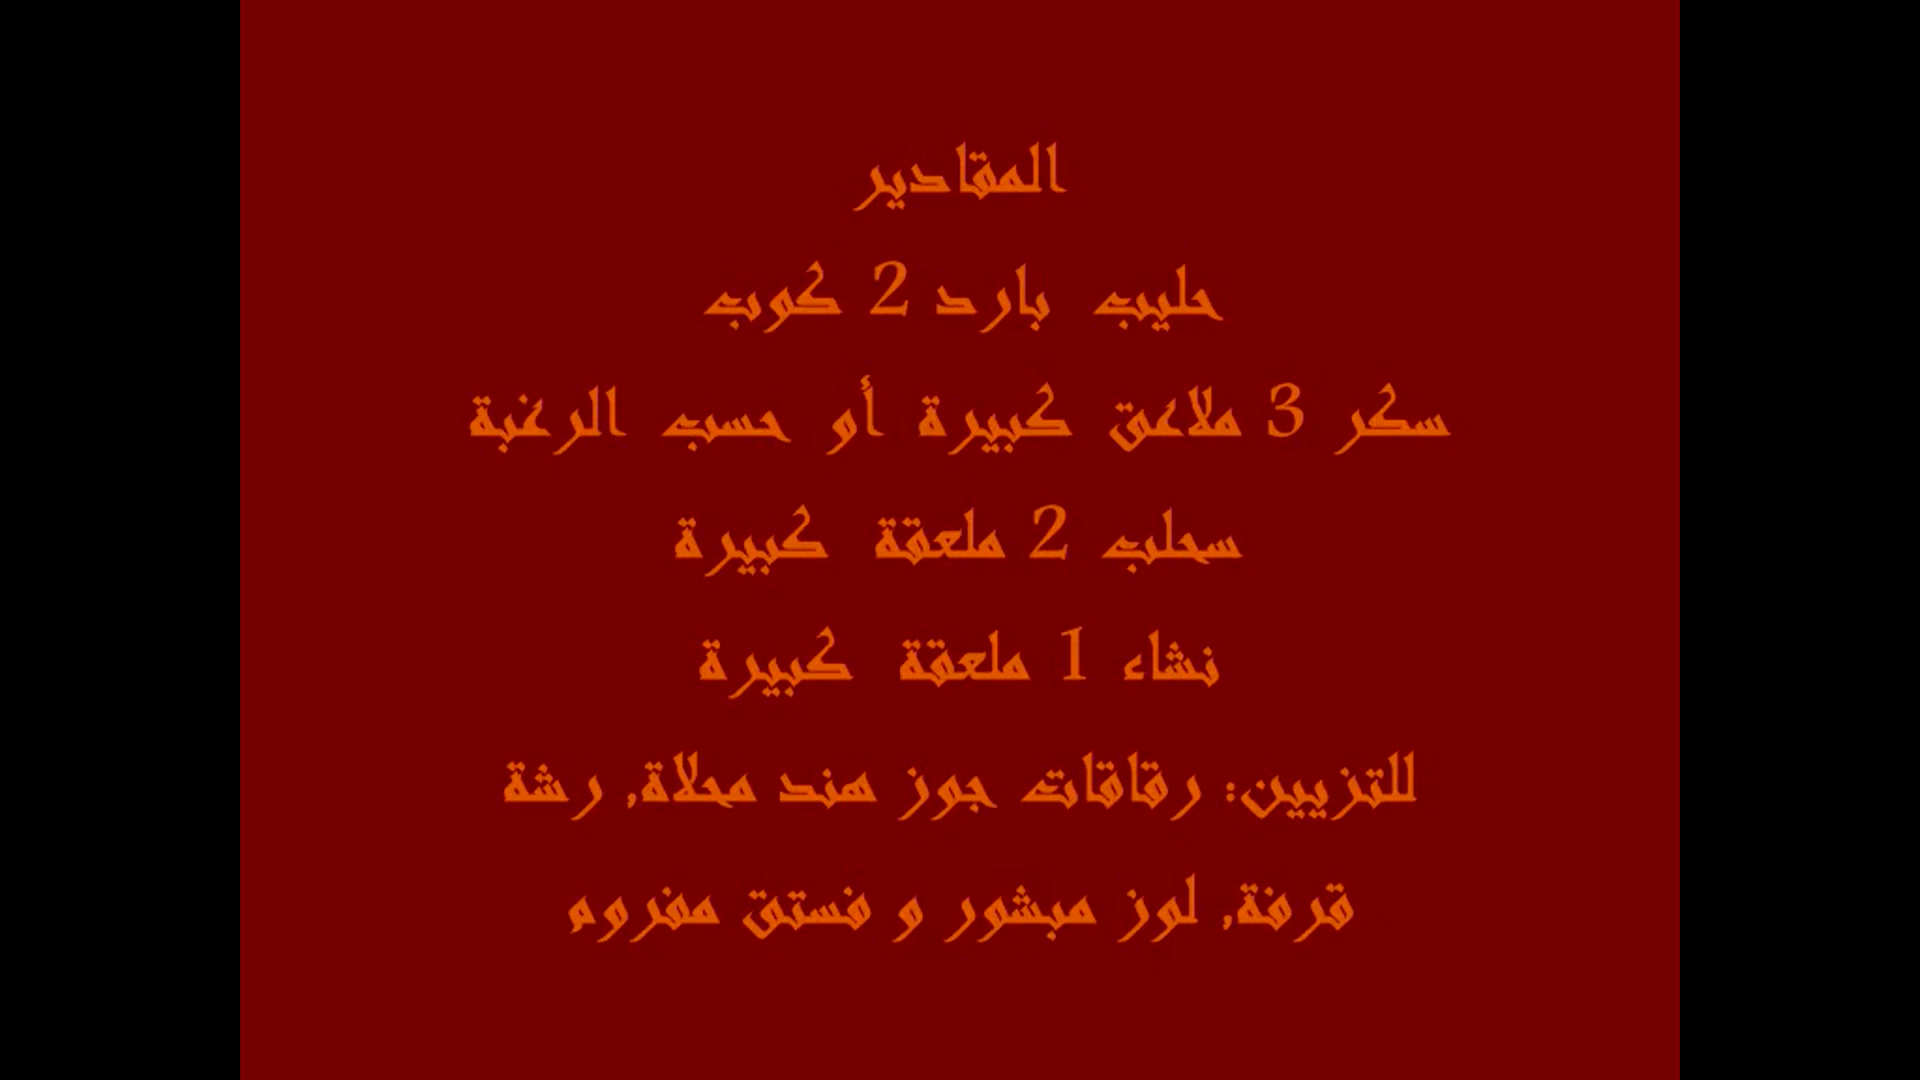 المقادير
حليب بارد 2 كوب
سكر 3 ملاعق كبيرة أو حسب الرغبة
سحلب 2 ملعقة كبيرة
نشاء 1 ملعقة كبيرة
للتزيين: رقاقات جوز هند محلاة, رشة
قرفة, لوز مبشور و فستق مفروم